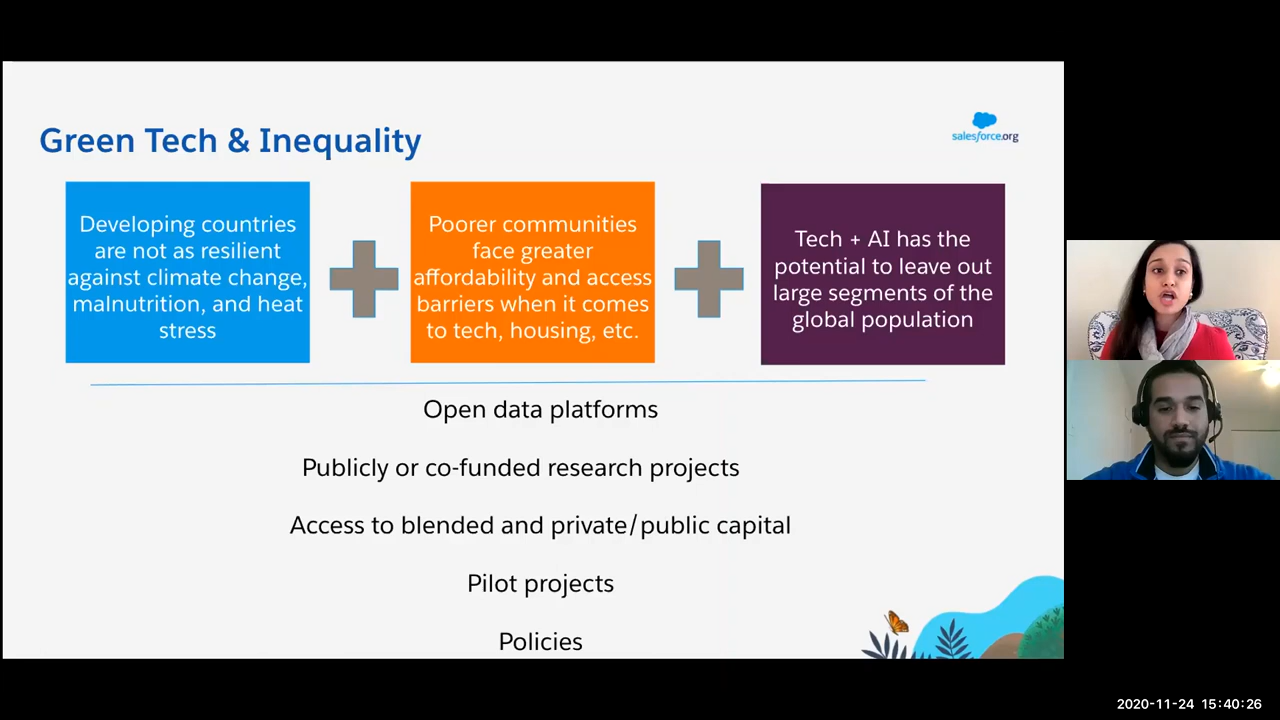 Green Tech & Inequality
salesforce.org
Developing countries
are not as resilient
against climate change,
malnutrition, and heat
stress
Poorer communities
face greater
affordability and access
barriers when it comes
to tech, housing, etc.
Tech + AI has the
potential to leave out
large segments of the
global population
Open data platforms
Publicly or co-funded research projects
Access to blended and private/public capital
Pilot projects
Policies
2020-11-24 15:40:26